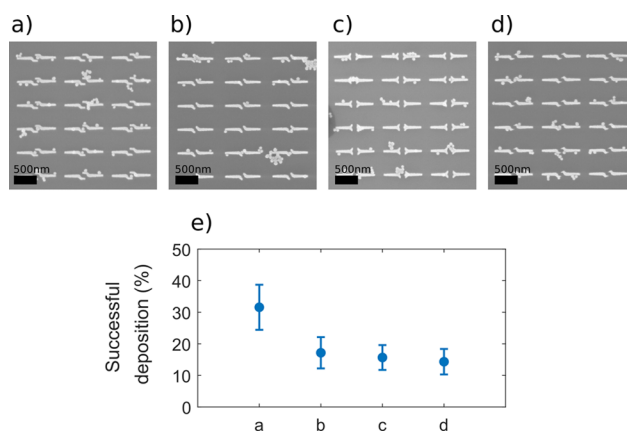 a)
b)
c)
d)
500nm
500nm
500nm
500nm
e)
Successful
deposition (%)
50
40
30
20
10
0
a
b
c
d